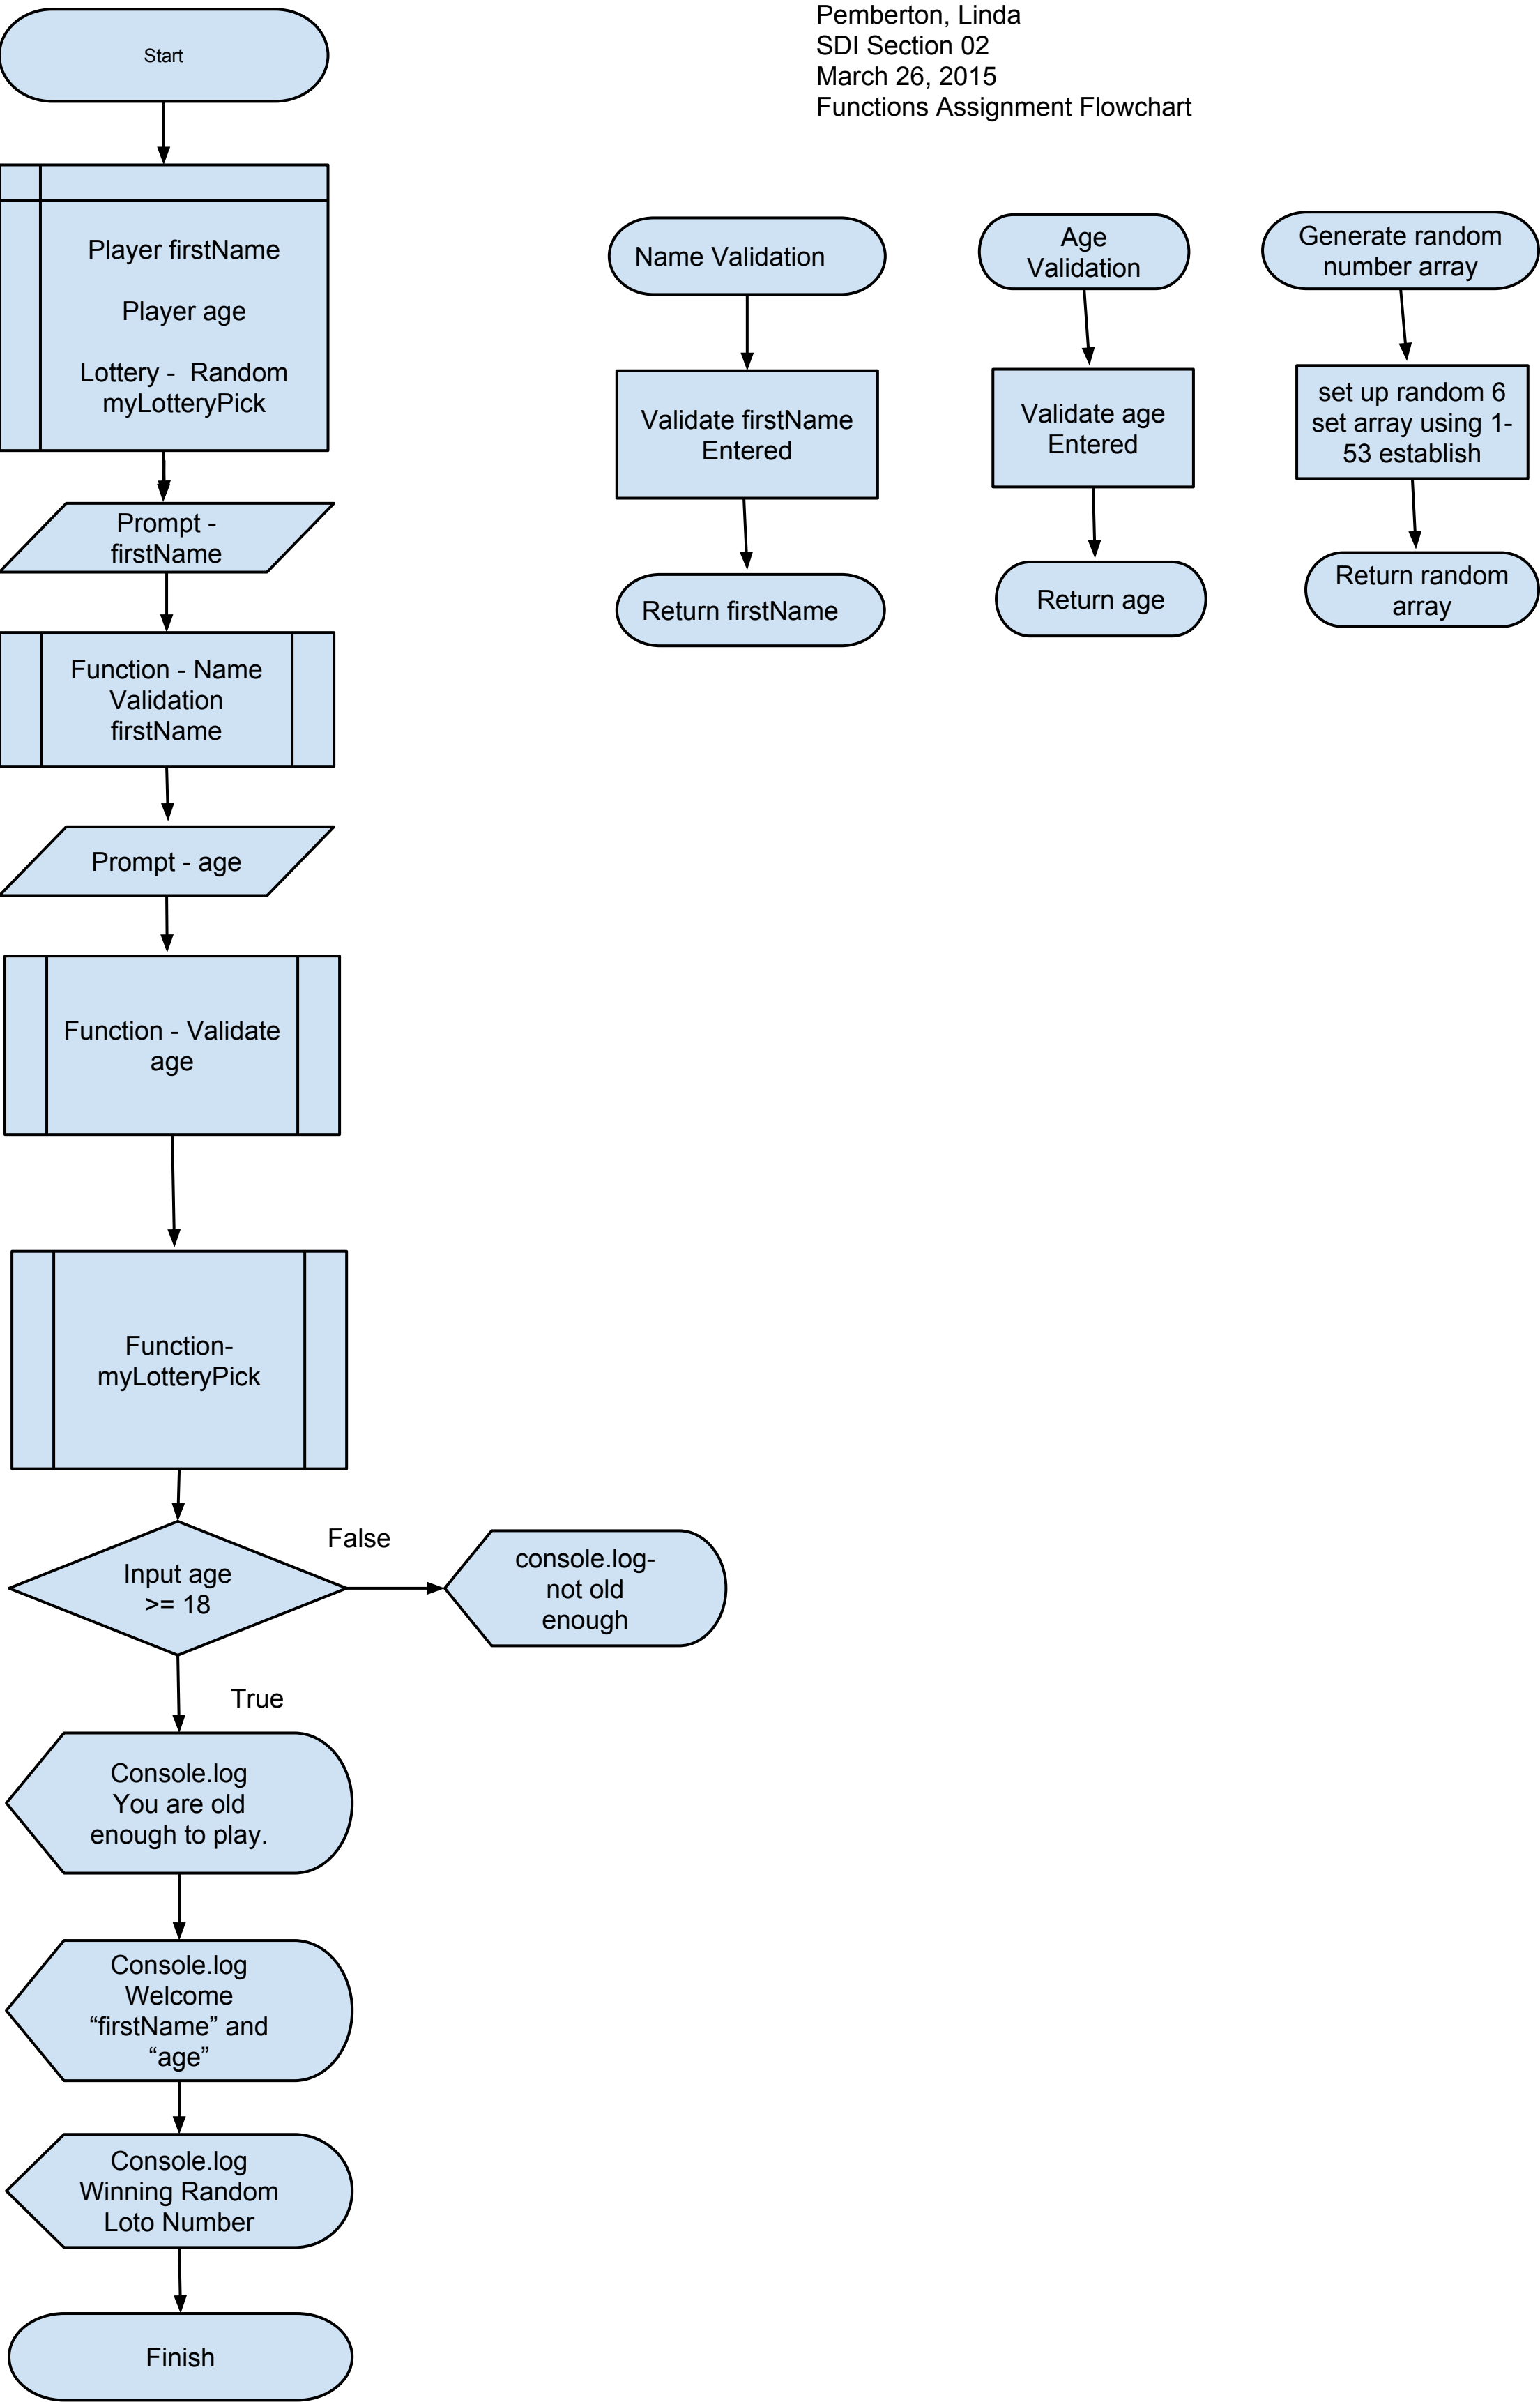 Pemberton, Linda
SDI Section 02
March 26, 2015
Functions Assignment Flowchart
Start
Player firstName
Player age
Lottery -  Random
myLotteryPick
Prompt -
firstName
Function - Name
Validation
firstName
Prompt - age
Function - Validate
age
Function-
myLotteryPick
Input age
>= 18
False
console.log-
not old
enough
True
Console.log
You are old
enough to play.
Console.log
Welcome
“firstName” and
“age”
Console.log
Winning Random
Loto Number
Finish
Name Validation
Validate firstName
Entered
Return firstName
Age
Validation
Validate age
Entered
Return age
Generate random
number array
set up random 6
set array using 1-
53 establish
Return random
array